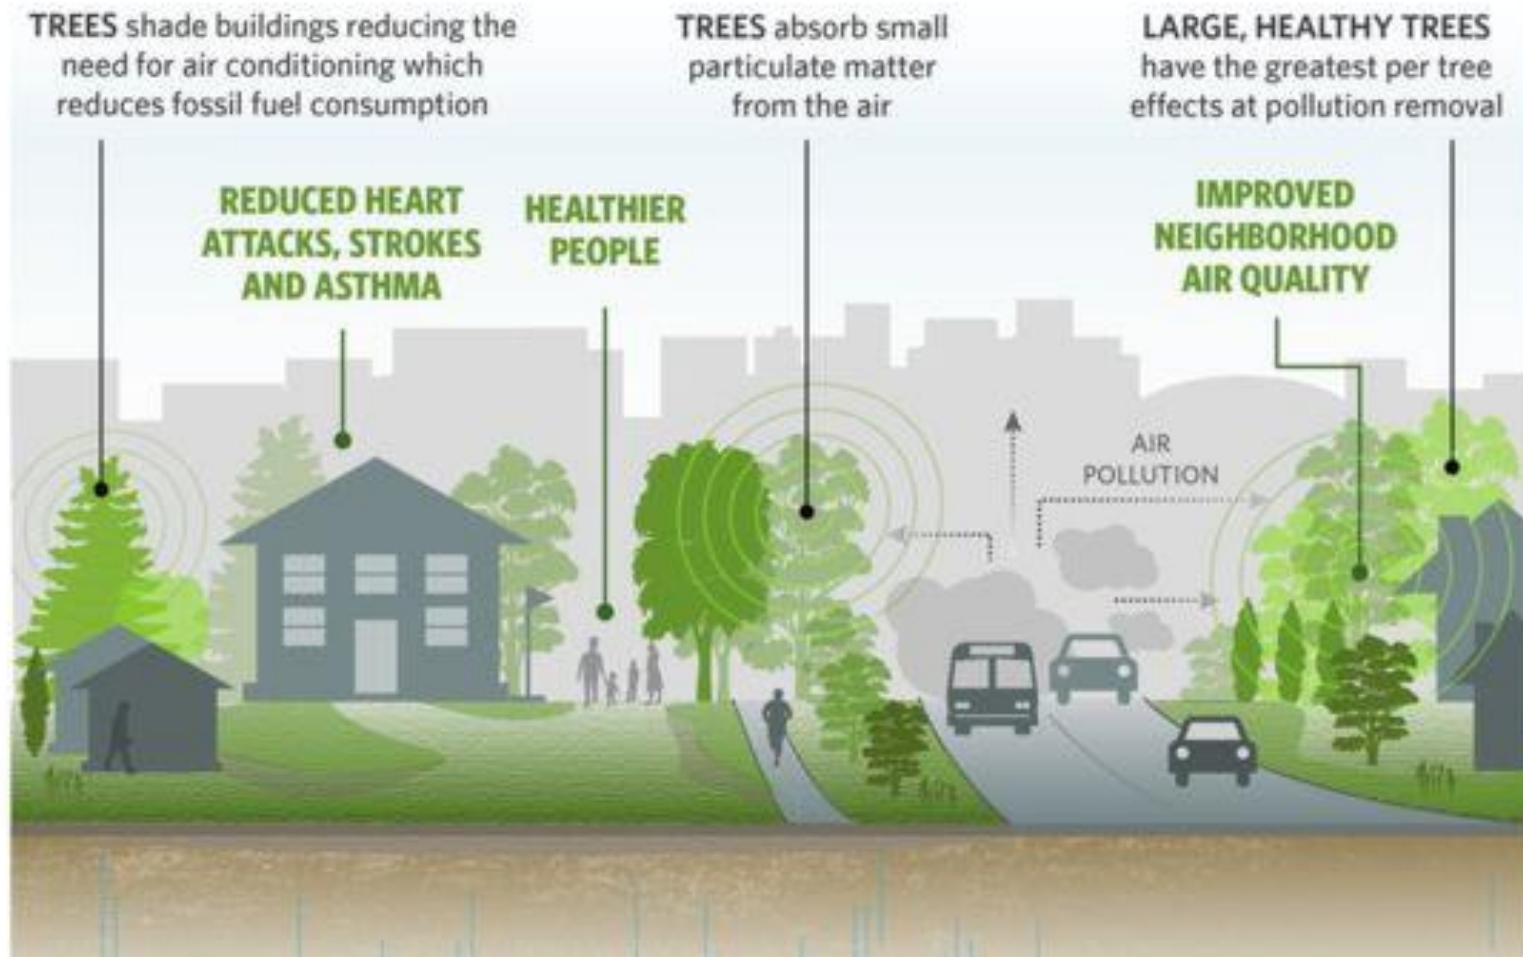 TREES shade buildings reducing the
need for air conditioning which
reduces fossil fuel consumption
TREES absorb small
particulate matter
from the air
LARGE, HEALTHY TREES
have the greatest per tree
effects at pollution removal
REDUCED HEART
ATTACKS, STROKES
AND ASTHMA
HEALTHIER
PEOPLE
IMPROVED
NEIGHBORHOOD
AIR QUALITY
AIR
POLLUTION